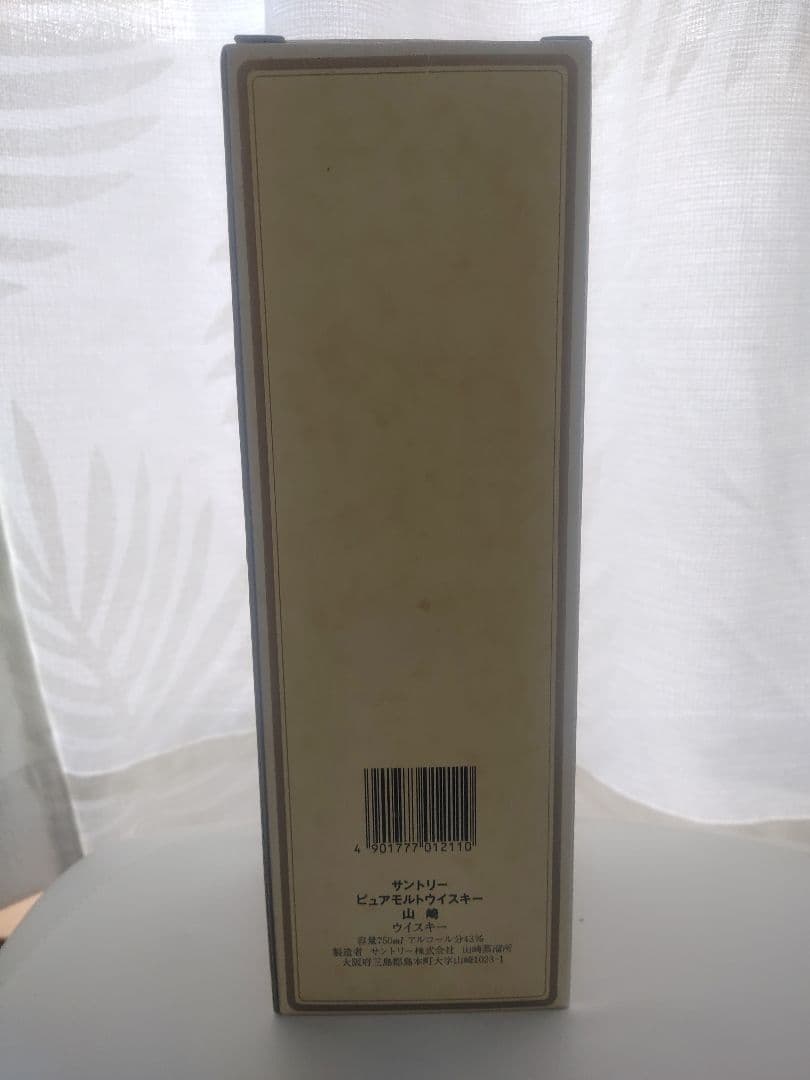 4 901777 012110
サントリー
ピュアモルトウイスキー
山崎
ウイスキー
容量750ml アルコール分43%
製造者 サントリー株式会社 山崎蒸溜所
大阪府三島郡島本町大字山崎1023-1